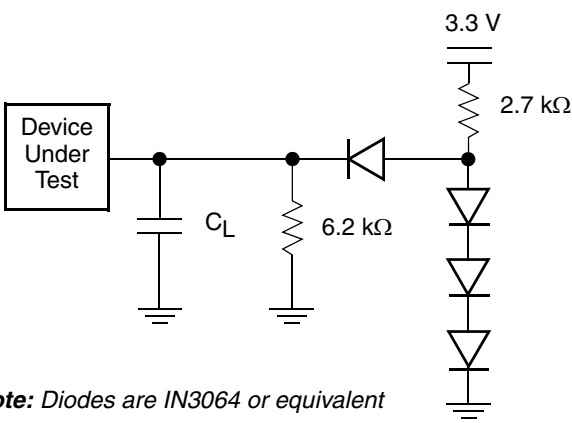 3.3 V
2.7 kΩ
Device
Under
Test
CL
6.2 kΩ
ote: Diodes are IN3064 or equivalent